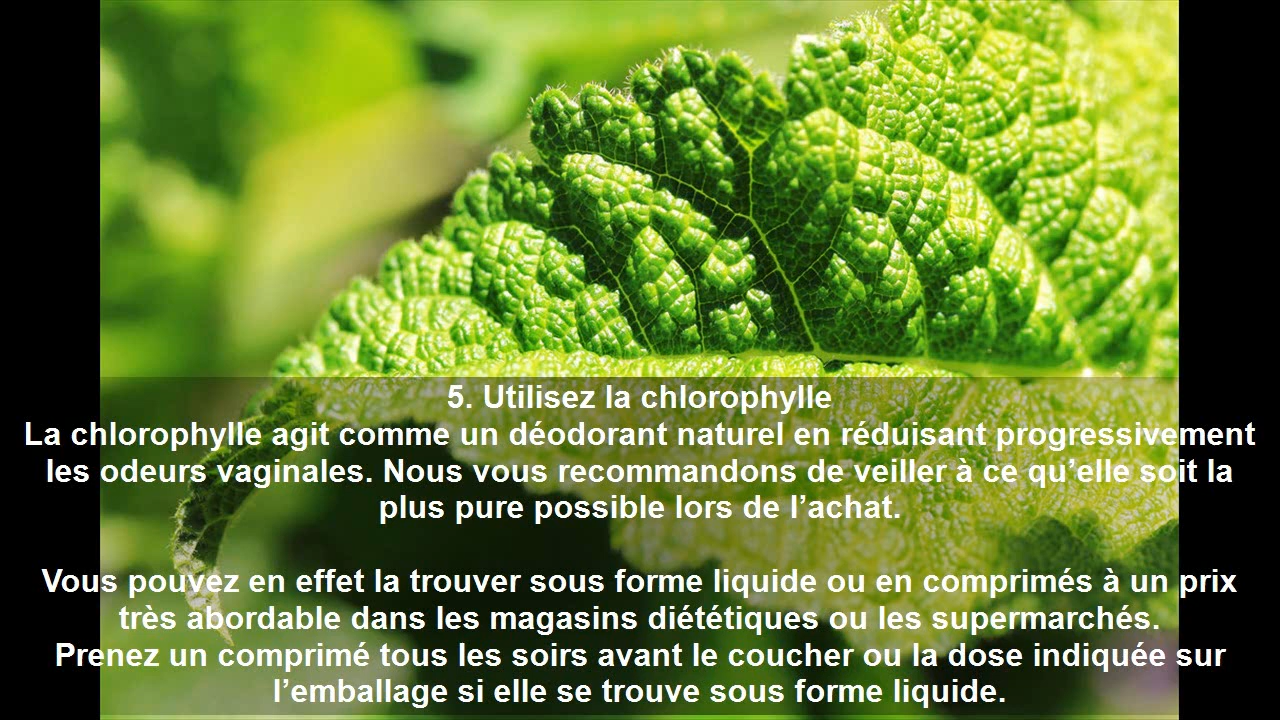 5. Utilisez la chlorophylle
La chlorophylle agit comme un déodorant naturel en réduisant progressivement
les odeurs vaginales. Nous vous recommandons de veiller à ce qu’elle soit la
plus pure possible lors de l’achat.
Vous pouvez en effet la trouver sous forme liquide ou en comprimés à un prix
très abordable dans les magasins diététiques ou les supermarchés.
Prenez un comprimé tous les soirs avant le coucher ou la dose indiquée sur
l’emballage si elle se trouve sous forme liquide.